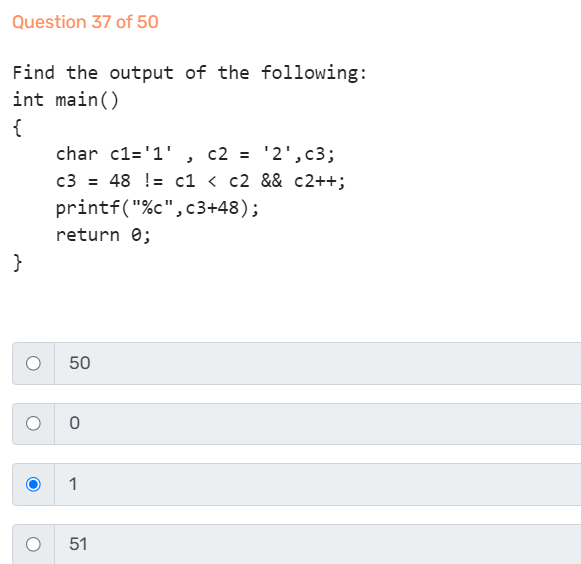 Question 37 of 50
Find the output of the following:
int main()
{
    char c1='1' , c2 = '2',c3;
    c3 = 48 != c1 < c2 && c2++;
    printf("%c",c3+48);
    return 0;
}
50
0
1
51